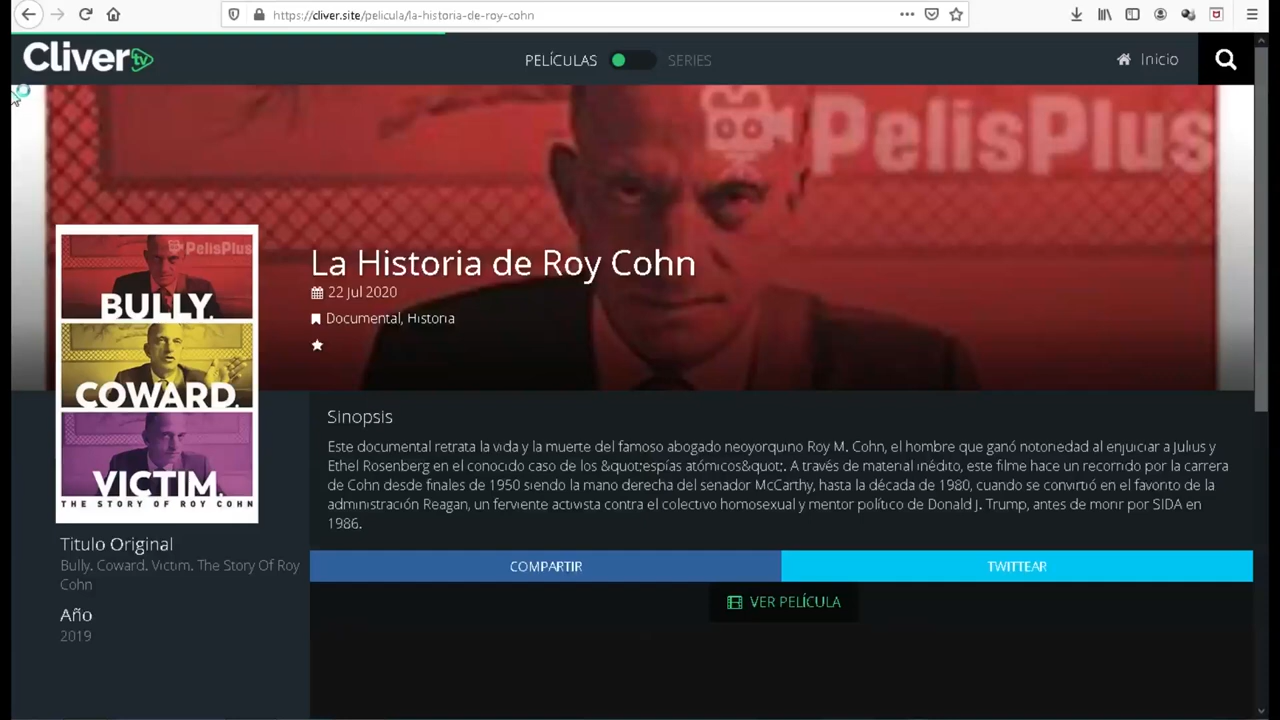 https://cliver.site/pelicula/la-historia-de-roy-cohn
Cliver tv
PELÍCULAS
SERIES
Inicio
PelisPlus
La Historia de Roy Cohn
22 Jul 2020
Documental, Historia
PelisPlus
BULLY.
COWARD.
VICTIM.
THE STORY OF ROY COHN
Sinopsis
Este documental retrata la vida y la muerte del famoso abogado neoyorquino Roy M. Cohn, el hombre que ganó notoriedad al enjuiciar a Julius y
Ethel Rosenberg en el conocido caso de los &quot;espías atómicos&quot;. A través de material inédito, este filme hace un recorrido por la carrera
de Cohn desde finales de 1950 siendo la mano derecha del senador McCarthy, hasta la década de 1980, cuando se convirtió en el favorito de la
administración Reagan, un ferviente activista contra el colectivo homosexual y mentor político de Donald J. Trump, antes de morir por SIDA en
1986.
Titulo Original
Bully. Coward. Victim. The Story Of Roy
Cohn
Año
2019
COMPARTIR
TWITTEAR
VER PELÍCULA